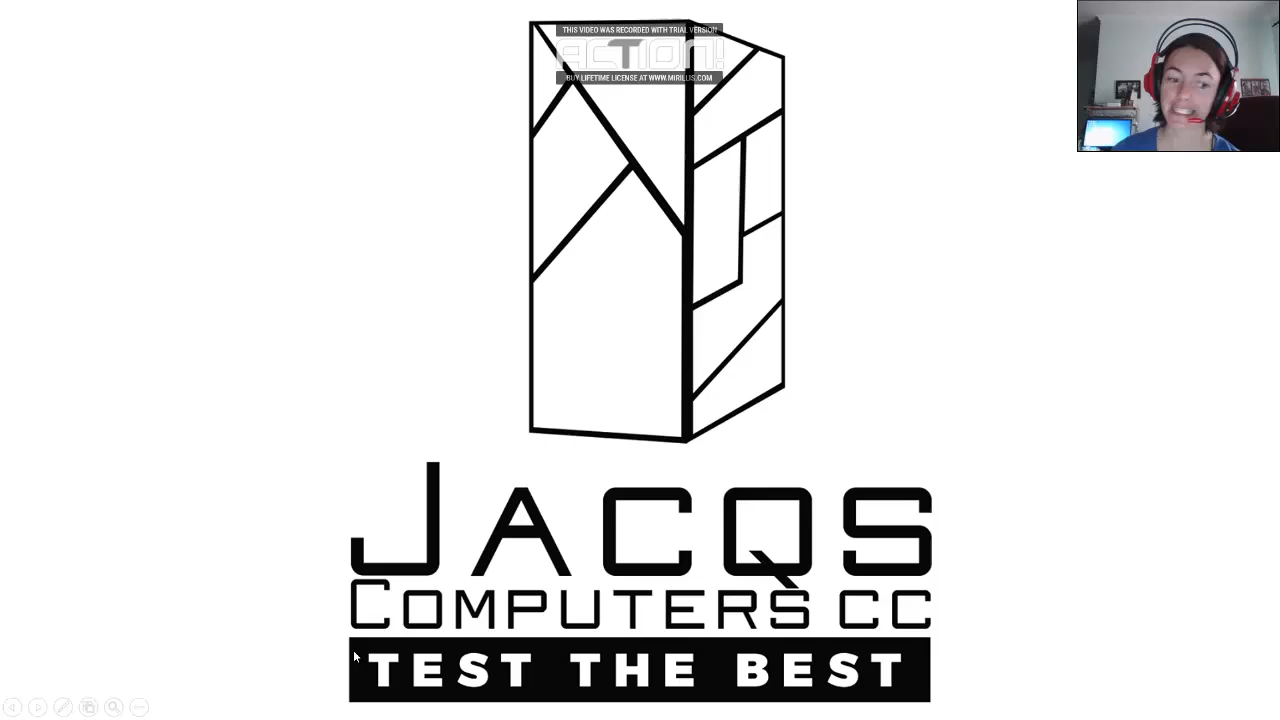 THIS VIDEO WAS RECORDED WITH TRIAL VERSION
ACTION!
BUY LIFETIME LICENSE AT WWW.MIRILLIS.COM
JACQS
COMPUTERS CC
TEST THE BEST